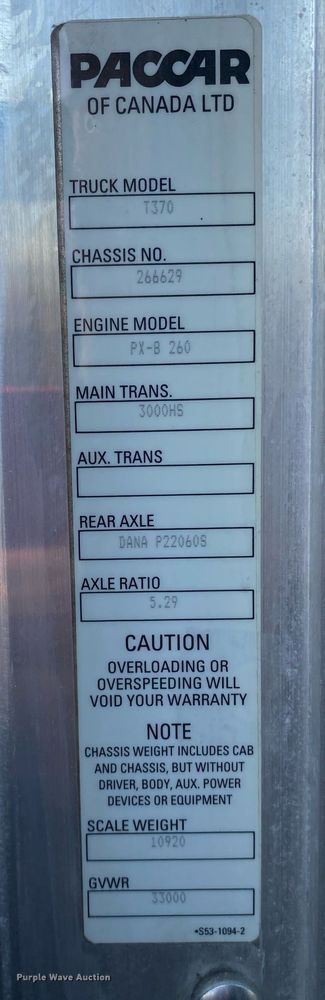 PACCAR
OF CANADA LTD
TRUCK MODEL
T370
CHASSIS NO.
266629
ENGINE MODEL
PX-8 260
MAIN TRANS.
3000HS
AUX. TRANS
REAR AXLE
DANA P22060S
AXLE RATIO
5.29
CAUTION
OVERLOADING OR
OVERSPEEDING WILL
VOID YOUR WARRANTY
NOTE
CHASSIS WEIGHT INCLUDES CAB
AND CHASSIS, BUT WITHOUT
DRIVER, BODY, AUX. POWER
DEVICES OR EQUIPMENT
SCALE WEIGHT
10920
GVWR
33000
*S53-1094-2
Purple Wave Auction